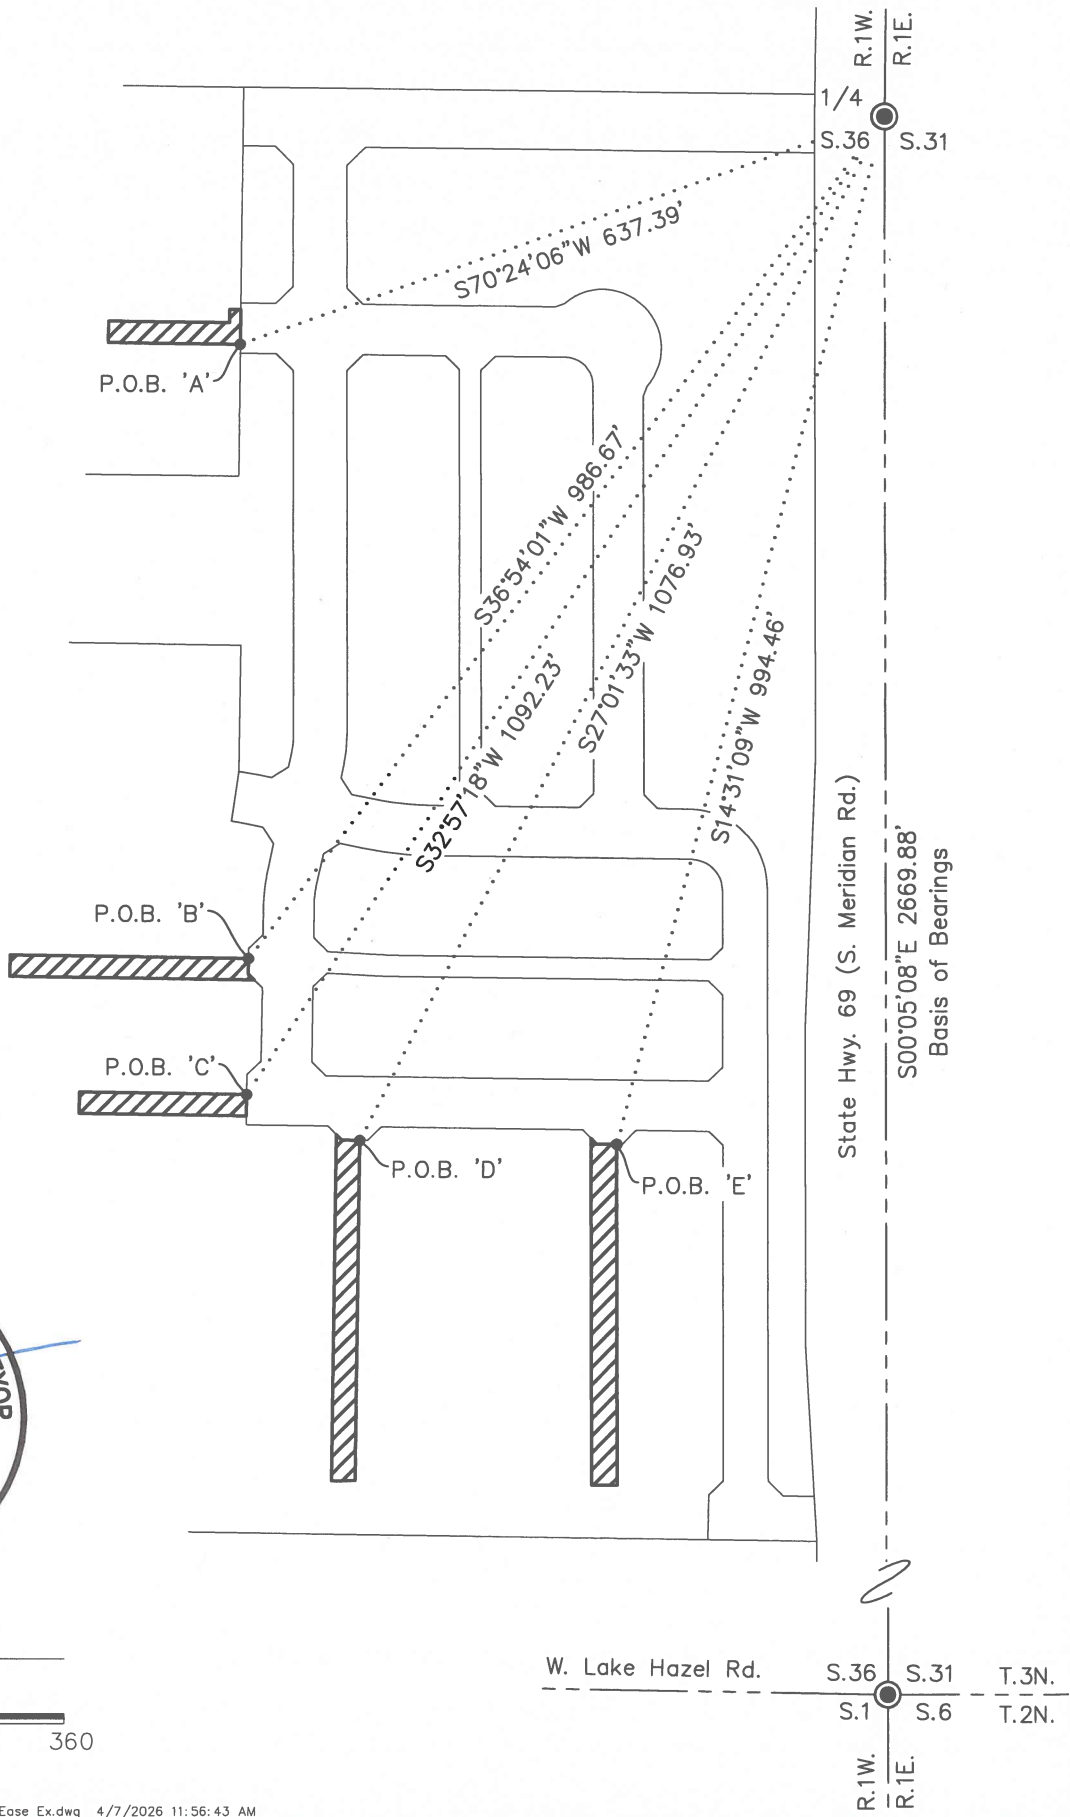 R.1W.
R.1E.
1/4
S.36
S.31
S70°24'06"W 637.39'
P.O.B. 'A'
S36°54'01"W 986.67'
S27°01'33"W 1076.93'
S14°31'09"W 994.46'
S32°57'18"W 1092.23'
State Hwy. 69 (S. Meridian Rd.)
S00°05'08"E 2669.88'
Basis of Bearings
P.O.B. 'B'
P.O.B. 'C'
P.O.B. 'D'
P.O.B. 'E'
W. Lake Hazel Rd.
S.36
S.31
T.3N.
S.1
S.6
T.2N.
R.1W.
R.1E.
360
Ease Ex.dwg 4/7/2026 11:56:43 AM